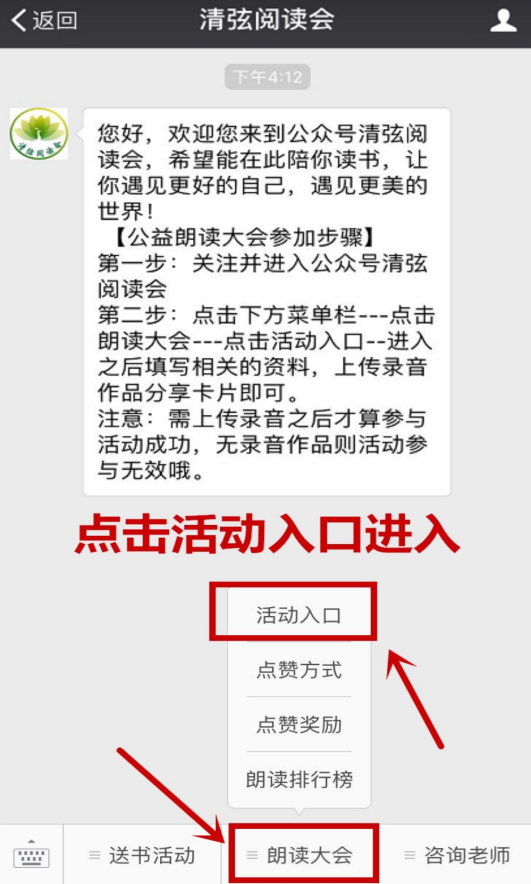 返回
清弦阅读会
下午4:12
清弦阅读会
您好，欢迎您来到公众号清弦阅
读会，希望能在此陪你读书，让
你遇见更好的自己，遇见更美的
世界！
【公益朗读大会参加步骤】
第一步：关注并进入公众号清弦
阅读会
第二步：点击下方菜单栏---点击
朗读大会---点击活动入口--进入
之后填写相关的资料，上传录音
作品分享卡片即可。
注意：需上传录音之后才算参与
活动成功，无录音作品则活动参
与无效哦。
点击活动入口进入
活动入口
点赞方式
点赞奖励
朗读排行榜
送书活动
朗读大会
咨询老师